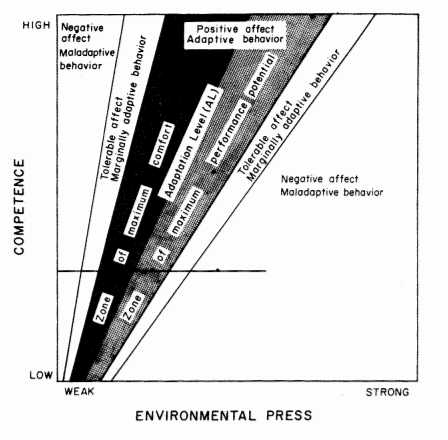 HIGH
Negative
affect
Maladaptive
behavior
Tolerable affect
Marginally adaptive behavior
Positive affect
Adaptive behavior
Zone of maximum comfort
Adaptation Level (AL)
Zone of maximum performance potential
Tolerable affect
Marginally adaptive behavior
Negative affect
Maladaptive behavior
COMPETENCE
LOW
WEAK
STRONG
ENVIRONMENTAL PRESS